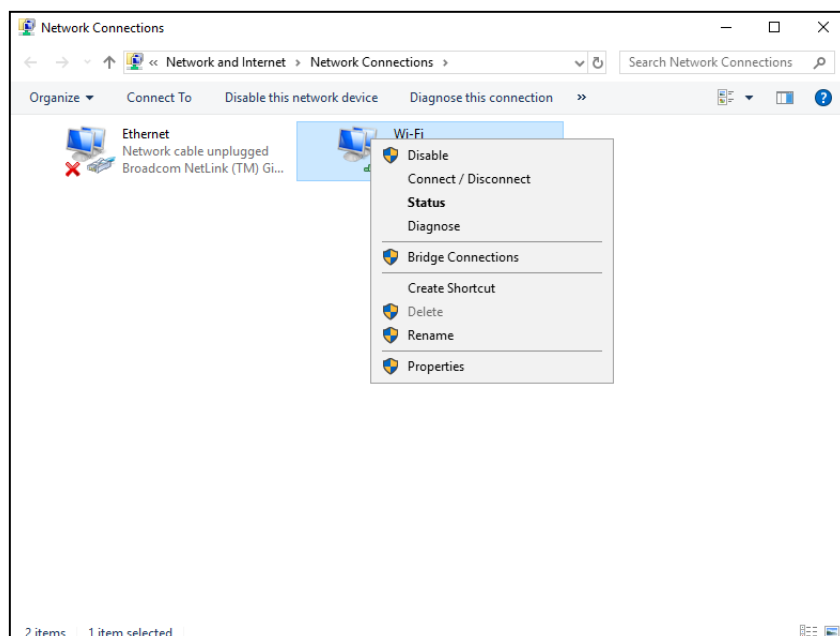 Network Connections
« Network and Internet › Network Connections ›
Search Network Connections
Organize Connect To Disable this network device Diagnose this connection »
Ethernet
Network cable unplugged
Broadcom NetLink (TM) Gi...
Wi-Fi
Disable
Connect / Disconnect
Status
Diagnose
Bridge Connections
Create Shortcut
Delete
Rename
Properties
2 items 1 item selected